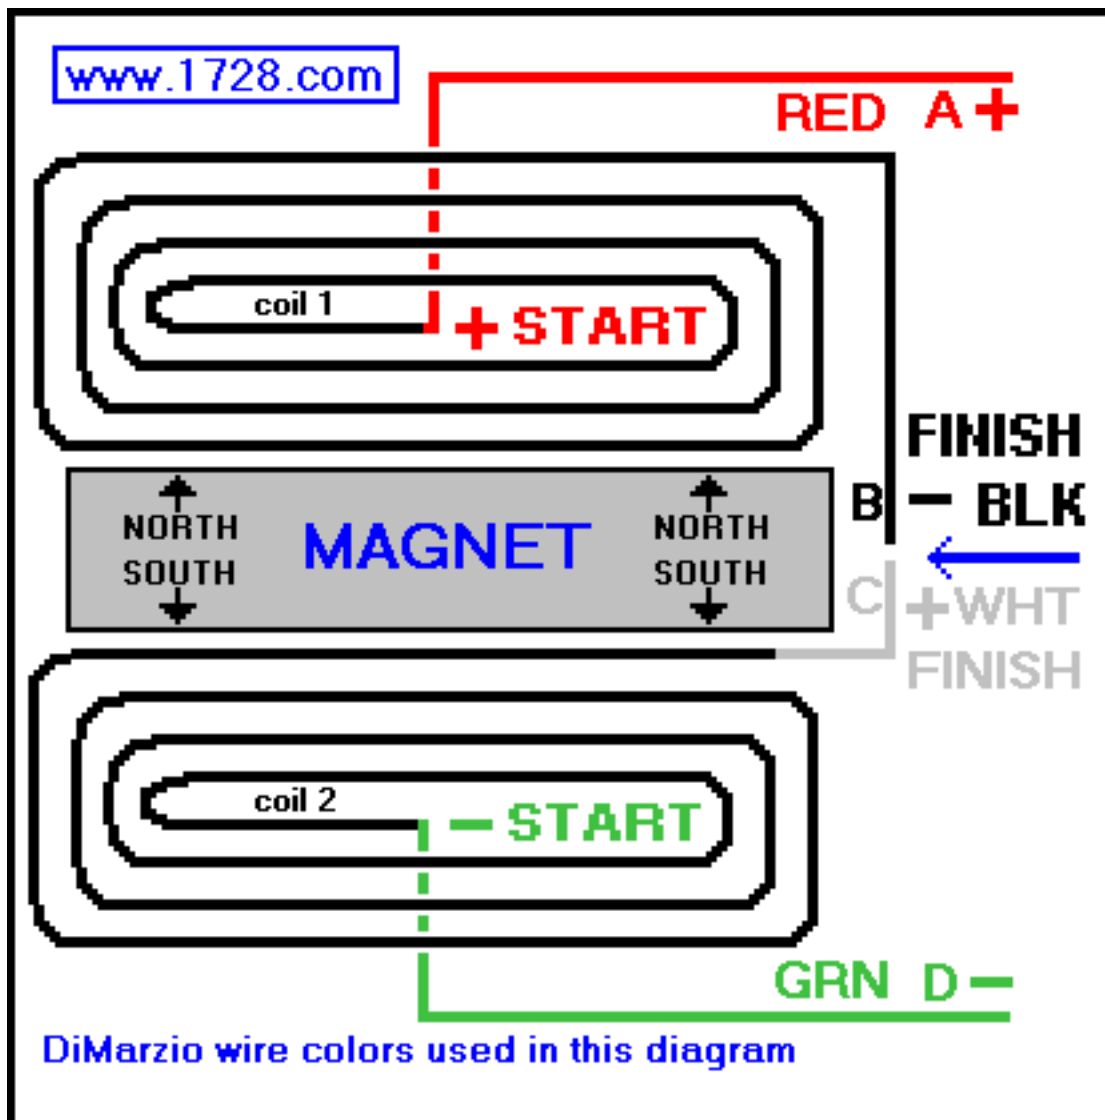 www.1728.com
RED A +
coil 1
+ START
FINISH
B - BLK
NORTH
SOUTH
MAGNET
NORTH
SOUTH
C + WHT
FINISH
coil 2
- START
GRN D -
DiMarzio wire colors used in this diagram